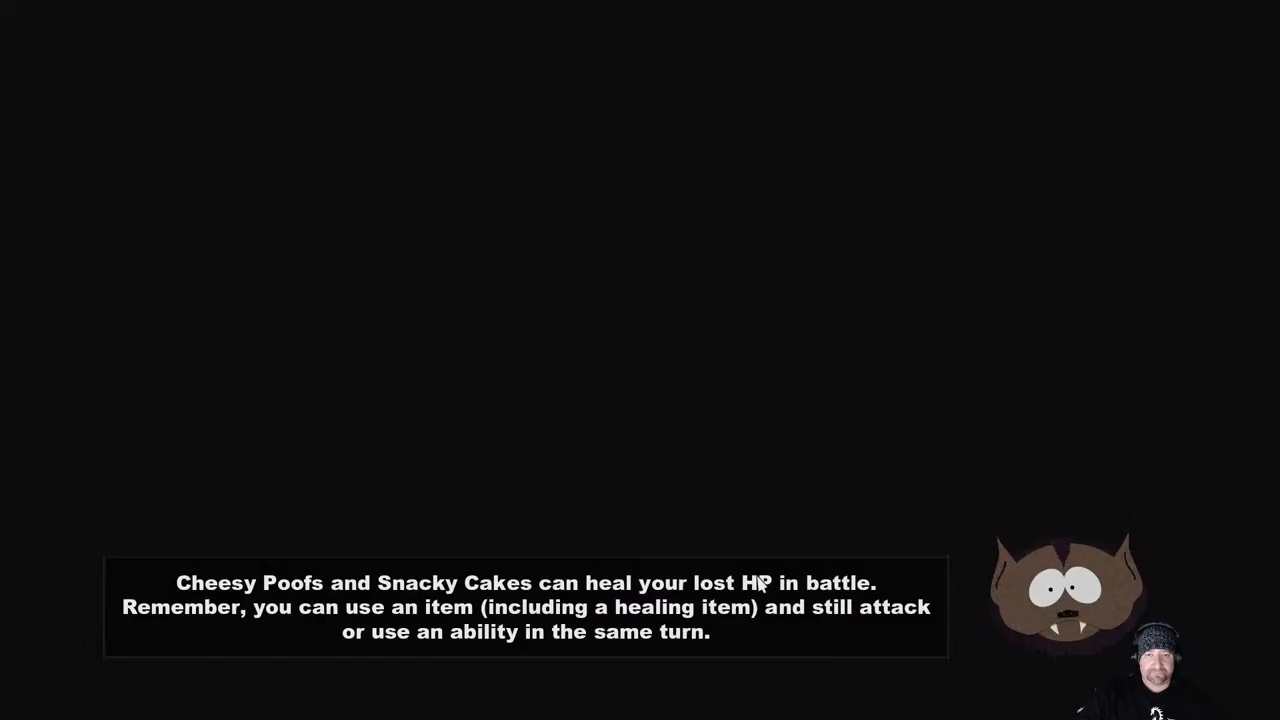 Cheesy Poofs and Snacky Cakes can heal your lost HP in battle.
Remember, you can use an item (including a healing item) and still attack
or use an ability in the same turn.